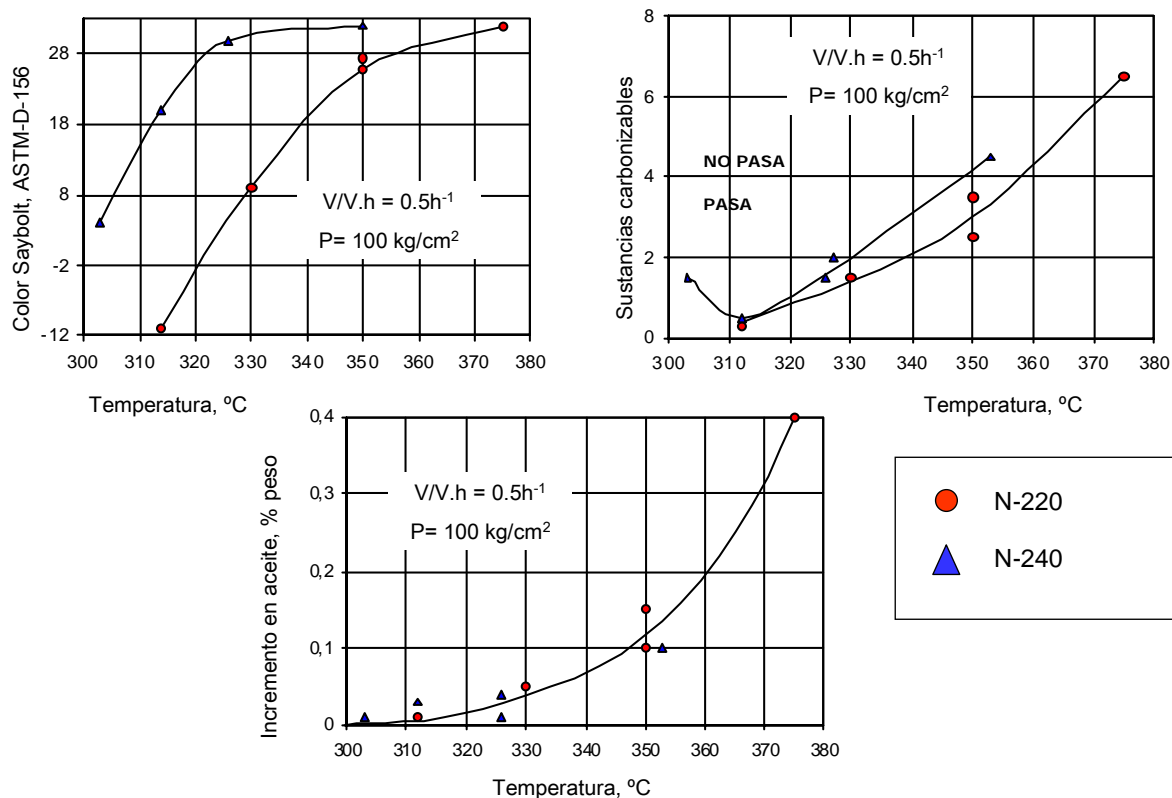 Color Saybolt, ASTM-D-156
28
18
8
-2
-12
300 310 320 330 340 350 360 370 380
Temperatura, ºC
V/V.h = 0.5h-1
P= 100 kg/cm2
Sustancias carbonizables
8
6
4
2
0
300 310 320 330 340 350 360 370 380
Temperatura, ºC
V/V.h = 0.5h-1
P= 100 kg/cm2
NO PASA
PASA
Incremento en aceite, % peso
0,4
0,3
0,2
0,1
0
300 310 320 330 340 350 360 370 380
Temperatura, ºC
V/V.h = 0.5h-1
P= 100 kg/cm2
N-220
N-240